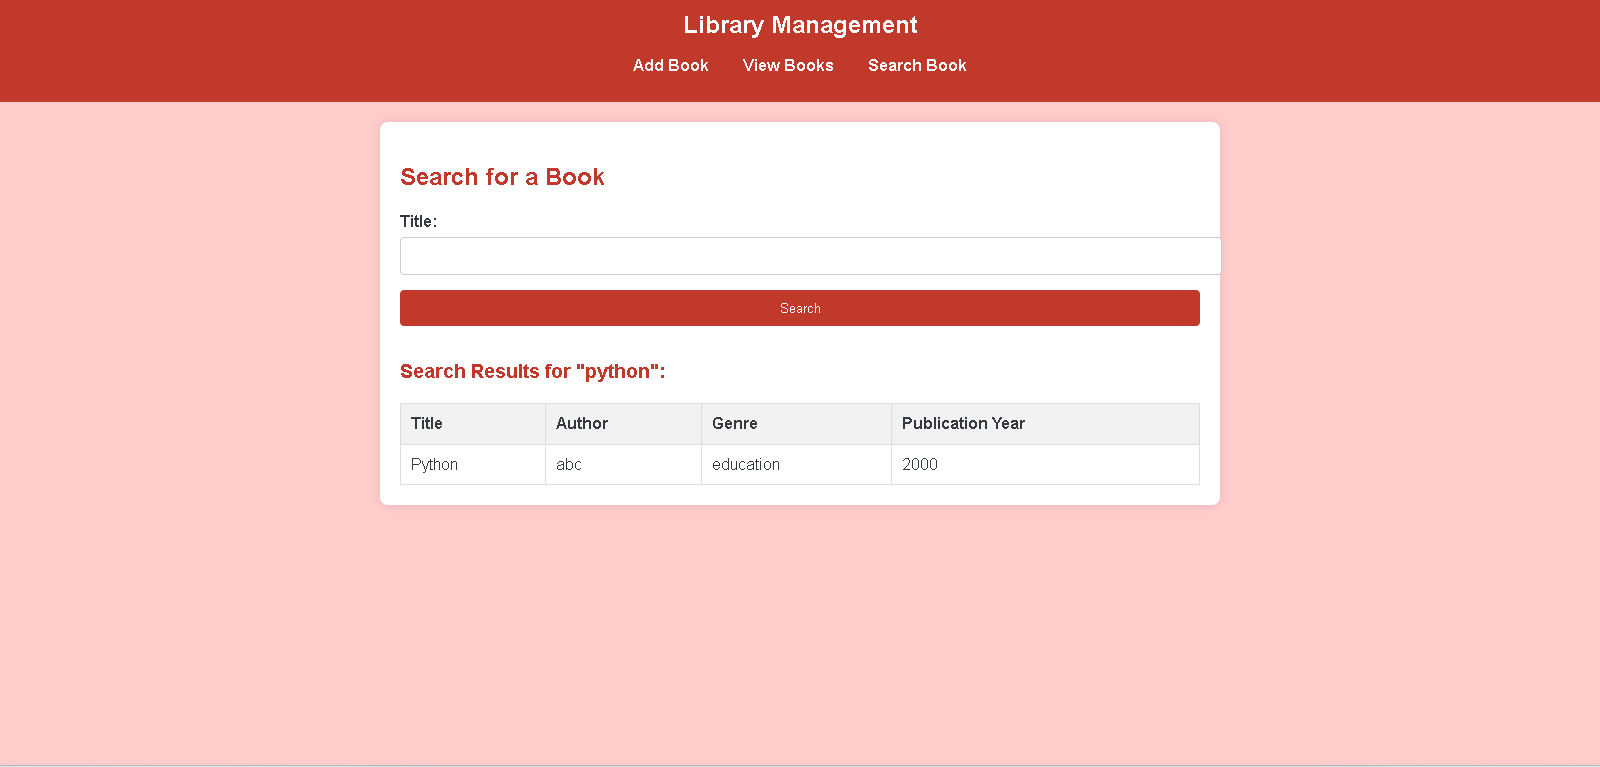 Library Management
Add Book View Books Search Book
Search for a Book
Title:
Search
Search Results for "python":
Title Author Genre Publication Year
Python abc education 2000